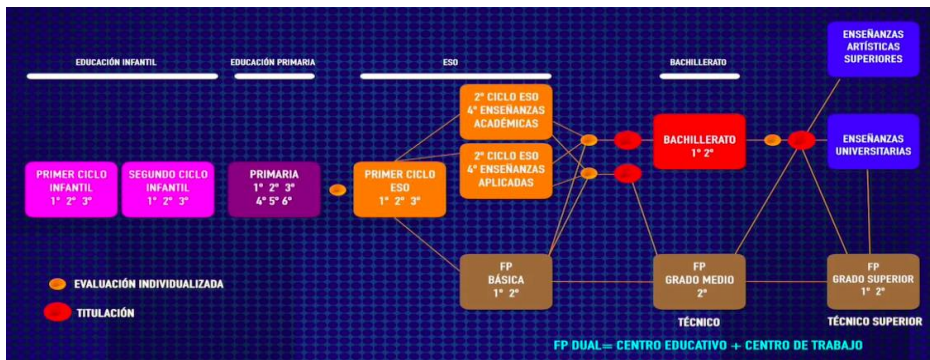 EDUCACIÓN INFANTIL
EDUCACIÓN PRIMARIA
ESO
BACHILLERATO
ENSEÑANZAS
ARTÍSTICAS
SUPERIORES
2º CICLO ESO
4º ENSEÑANZAS
ACADÉMICAS
2º CICLO ESO
4º ENSEÑANZAS
APLICADAS
BACHILLERATO
1º 2º
ENSEÑANZAS
UNIVERSITARIAS
PRIMER CICLO
INFANTIL
1º 2º 3º
SEGUNDO CICLO
INFANTIL
1º 2º 3º
PRIMARIA
1º 2º 3º
4º 5º 6º
PRIMER CICLO
ESO
1º 2º 3º
FP
BÁSICA
1º 2º
FP
GRADO MEDIO
2º
TÉCNICO
FP
GRADO SUPERIOR
1º 2º
TÉCNICO SUPERIOR
EVALUACIÓN INDIVIDUALIZADA
TITULACIÓN
FP DUAL= CENTRO EDUCATIVO + CENTRO DE TRABAJO